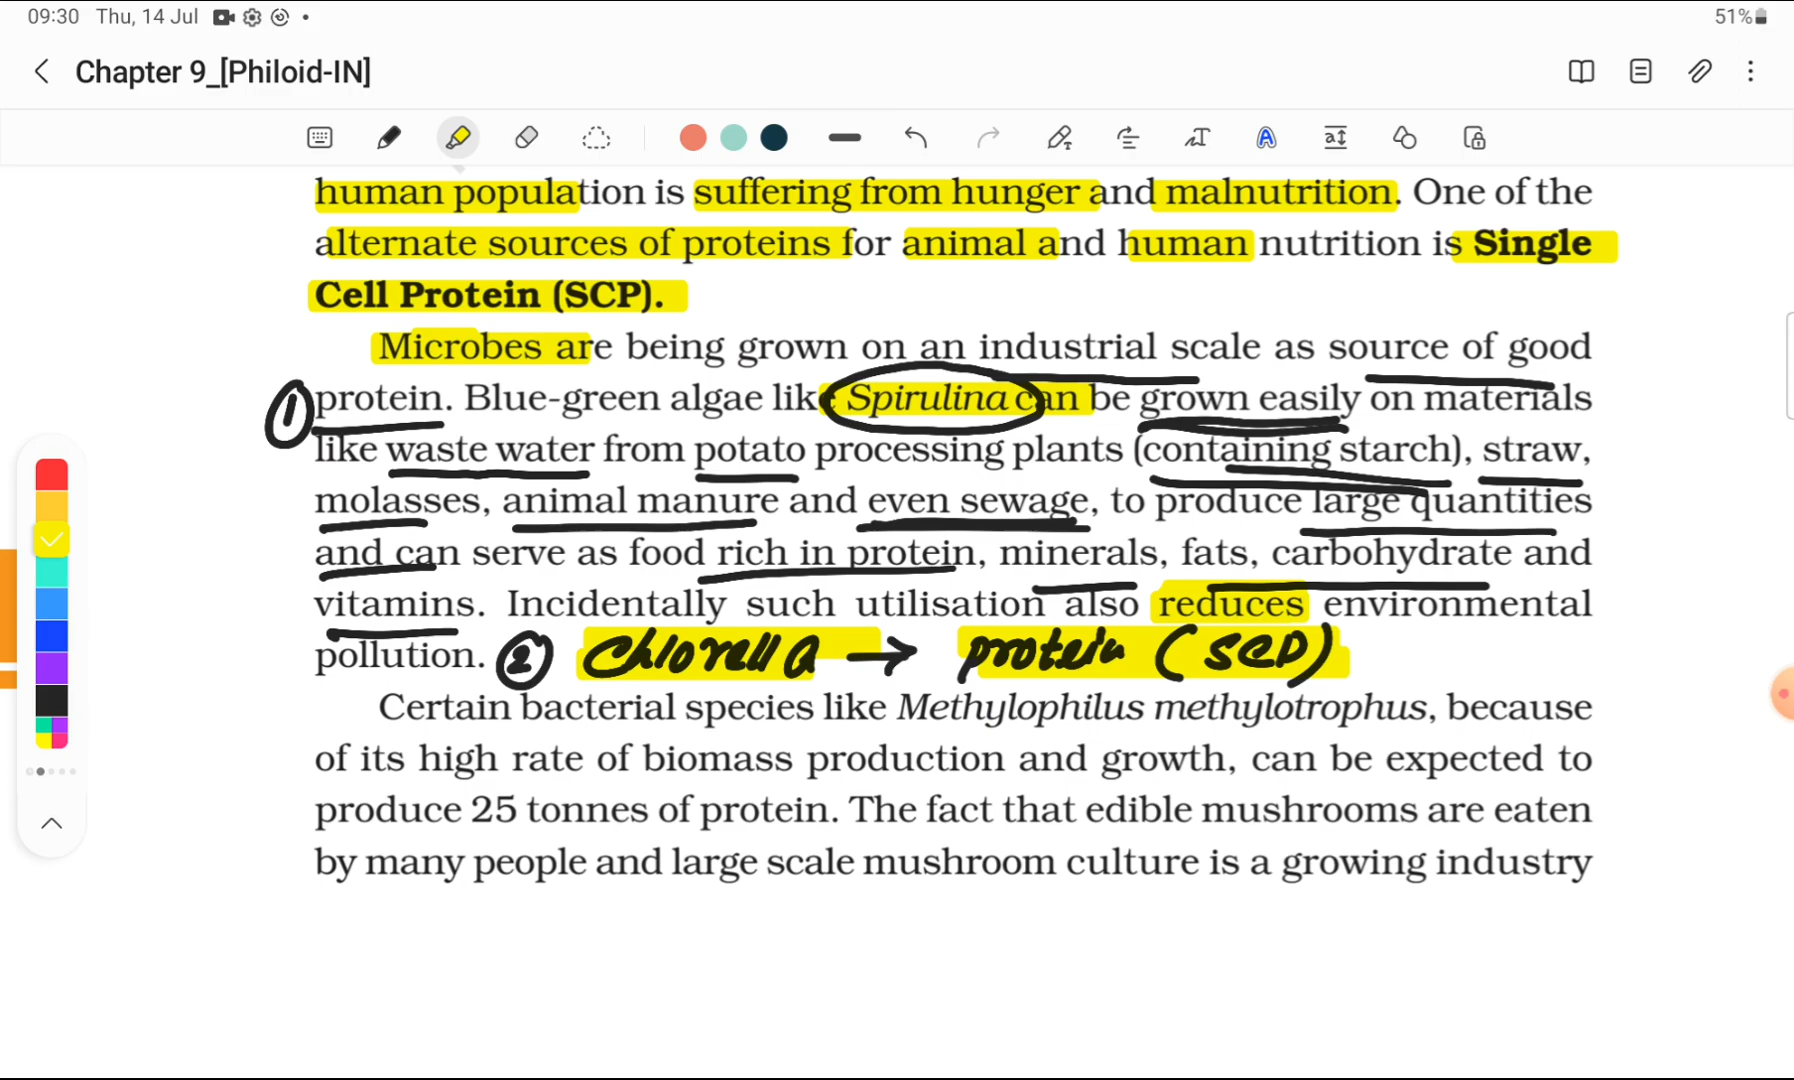 09:30 Thu, 14 Jul 51%
Chapter 9_[Philoid-IN]
human population is suffering from hunger and malnutrition. One of the
alternate sources of proteins for animal and human nutrition is Single
Cell Protein (SCP).
Microbes are being grown on an industrial scale as source of good
① protein. Blue-green algae like Spirulina can be grown easily on materials
like waste water from potato processing plants (containing starch), straw,
molasses, animal manure and even sewage, to produce large quantities
and can serve as food rich in protein, minerals, fats, carbohydrate and
vitamins. Incidentally such utilisation also reduces environmental
pollution. ② Chlorella → protein (SCP)
Certain bacterial species like Methylophilus methylotrophus, because
of its high rate of biomass production and growth, can be expected to
produce 25 tonnes of protein. The fact that edible mushrooms are eaten
by many people and large scale mushroom culture is a growing industry